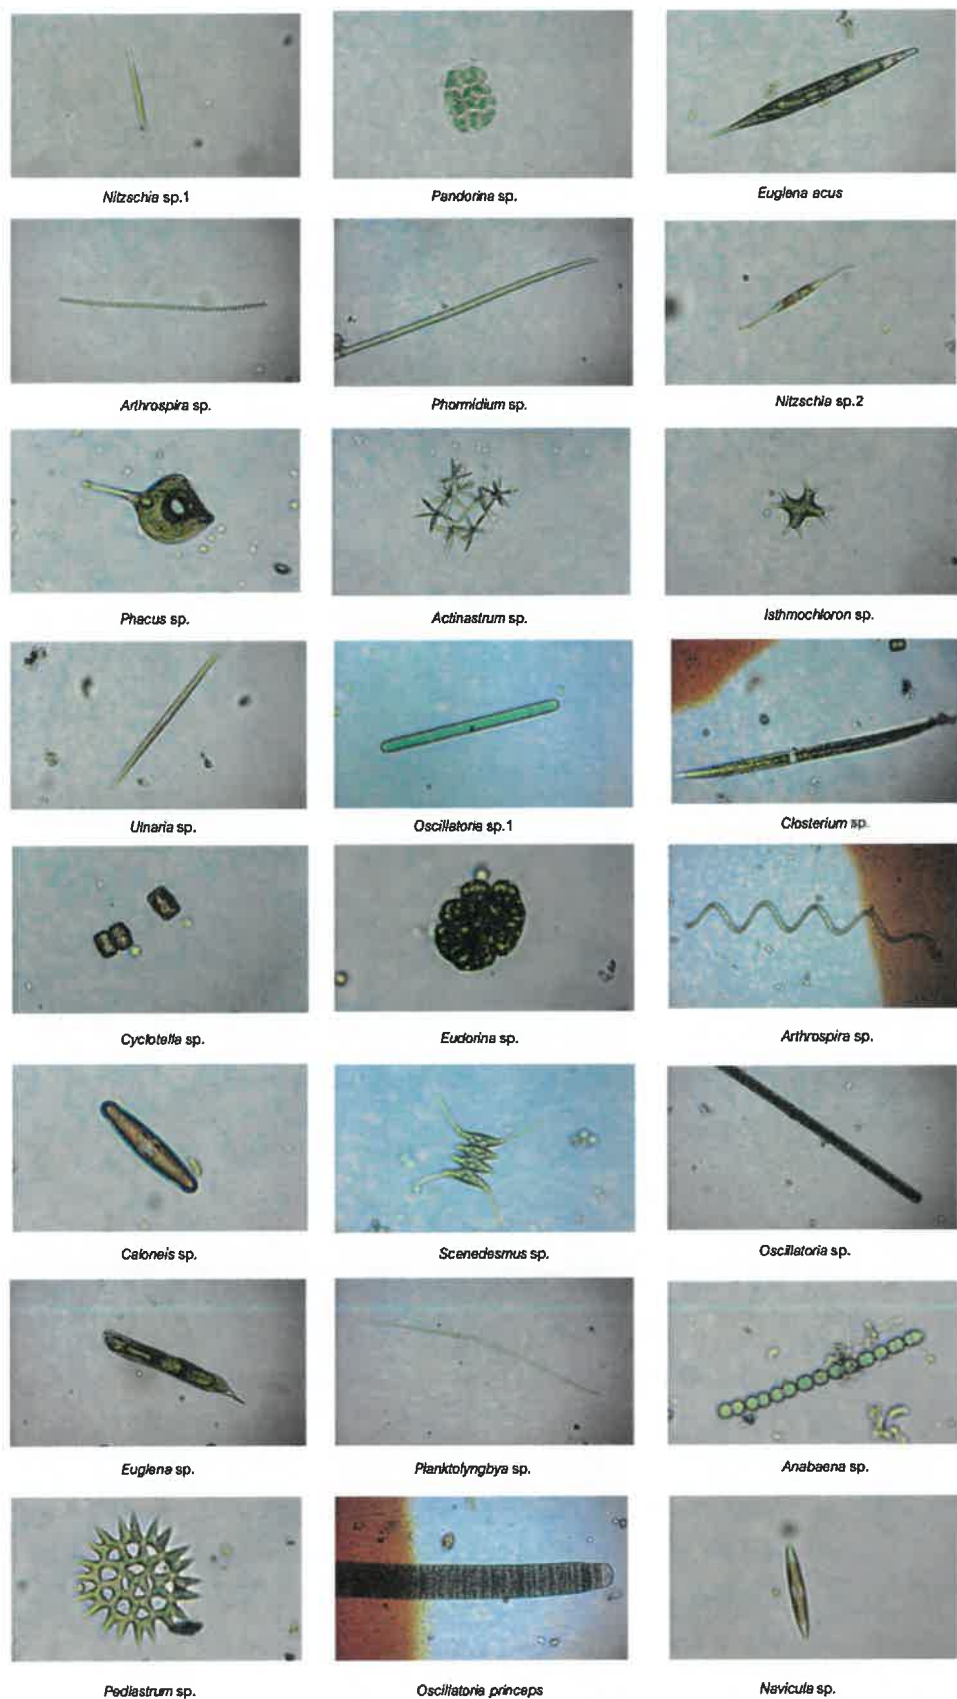 Nitzschia sp.1
Pandorina sp.
Euglena acus
Arthrospira sp.
Phormidium sp.
Nitzschia sp.2
Phacus sp.
Actinastrum sp.
Isthmochloron sp.
Ulnaria sp.
Oscillatoria sp.1
Closterium sp.
Cyclotella sp.
Eudorina sp.
Arthrospira sp.
Caloneis sp.
Scenedesmus sp.
Oscillatoria sp.
Euglena sp.
Planktolyngbya sp.
Anabaena sp.
Pediastrum sp.
Oscillatoria princeps
Navicula sp.